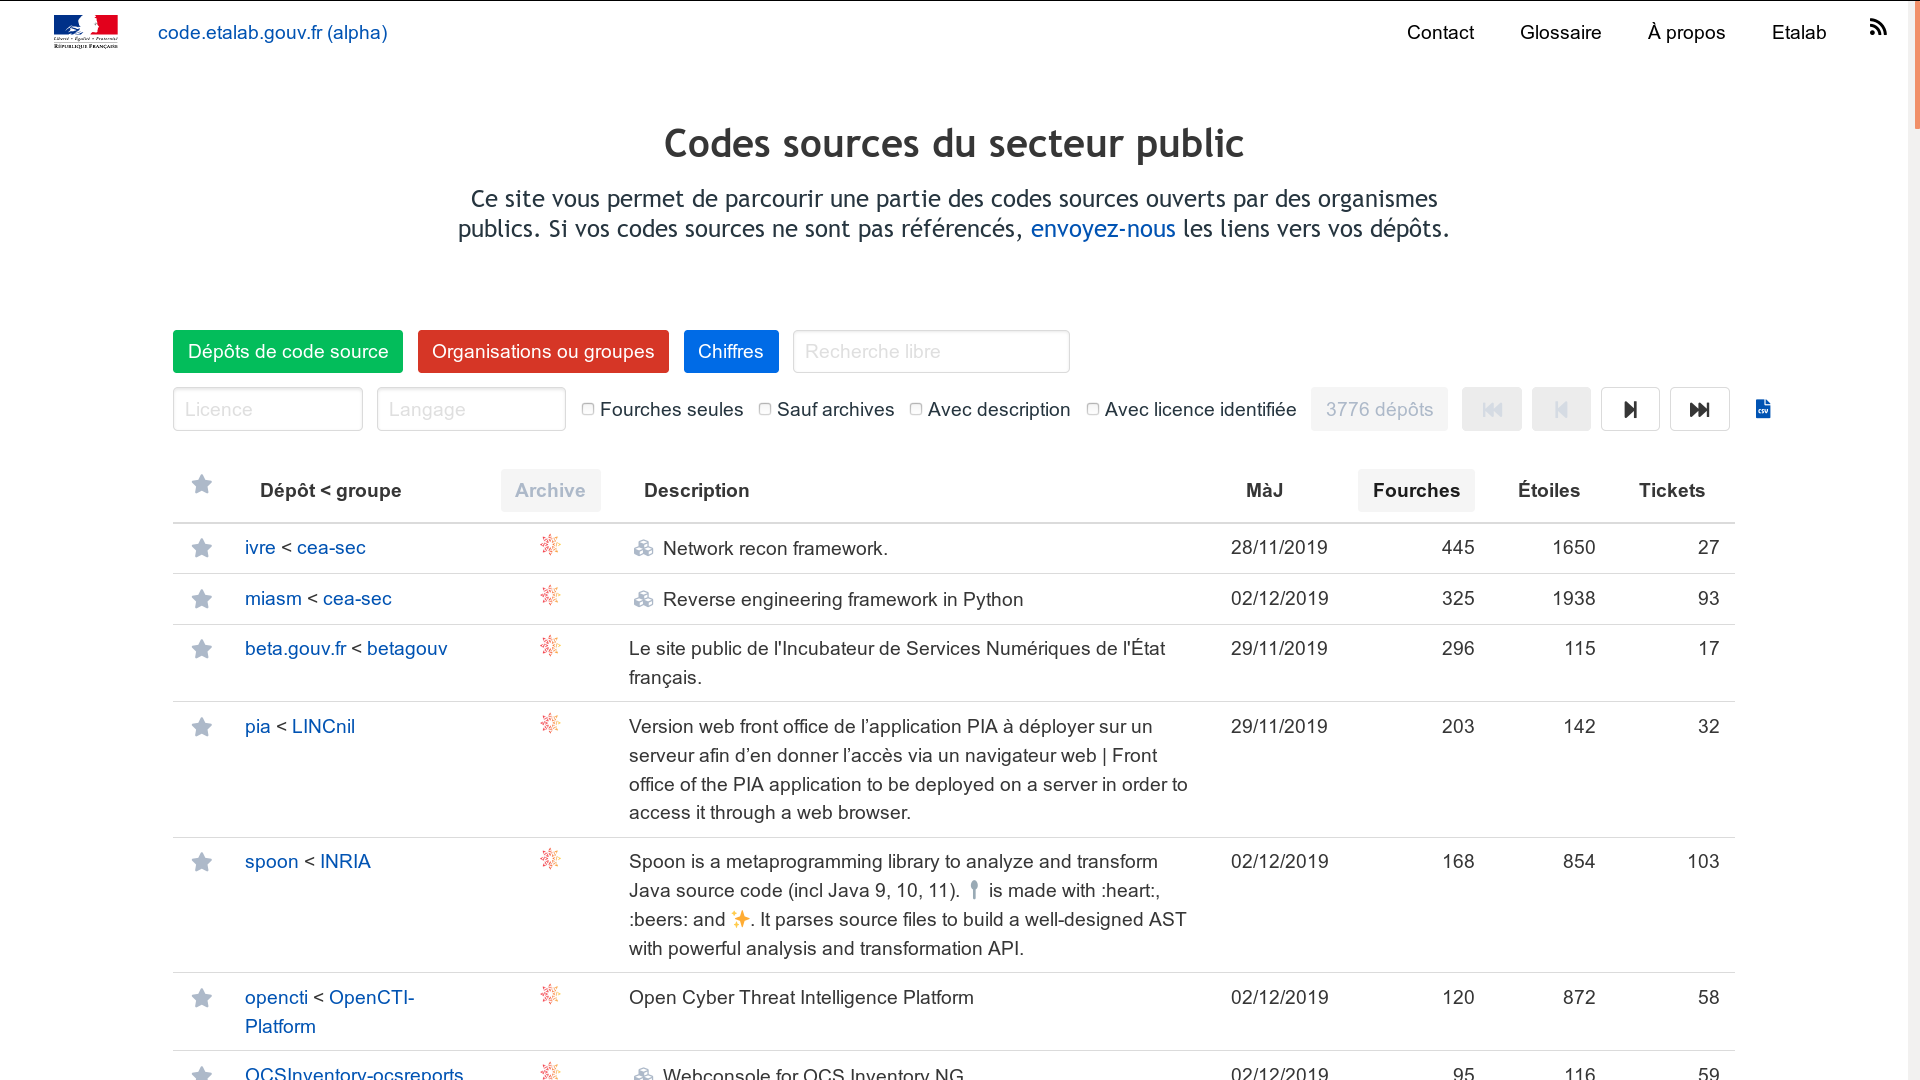 Liberté • Égalité • Fraternité
RÉPUBLIQUE FRANÇAISE
code.etalab.gouv.fr (alpha)
Contact
Glossaire
À propos
Etalab
Codes sources du secteur public
Ce site vous permet de parcourir une partie des codes sources ouverts par des organismes
publics. Si vos codes sources ne sont pas référencés, envoyez-nous les liens vers vos dépôts.
Dépôts de code source
Organisations ou groupes
Chiffres
Recherche libre
Licence
Langage
Fourches seules
Sauf archives
Avec description
Avec licence identifiée
3776 dépôts
CSV
Dépôt < groupe
Archive
Description
MàJ
Fourches
Étoiles
Tickets
ivre < cea-sec
Network recon framework.
28/11/2019
445
1650
27
miasm < cea-sec
Reverse engineering framework in Python
02/12/2019
325
1938
93
beta.gouv.fr < betagouv
Le site public de l'Incubateur de Services Numériques de l'État
français.
29/11/2019
296
115
17
pia < LINCnil
Version web front office de l’application PIA à déployer sur un
serveur afin d’en donner l’accès via un navigateur web | Front
office of the PIA application to be deployed on a server in order to
access it through a web browser.
29/11/2019
203
142
32
spoon < INRIA
Spoon is a metaprogramming library to analyze and transform
Java source code (incl Java 9, 10, 11). 🥄 is made with :heart:,
:beers: and ✨. It parses source files to build a well-designed AST
with powerful analysis and transformation API.
02/12/2019
168
854
103
opencti < OpenCTI-
Platform
Open Cyber Threat Intelligence Platform
02/12/2019
120
872
58
OCSInventory-ocsreports
Webconsole for OCS Inventory NG
02/12/2019
95
116
59